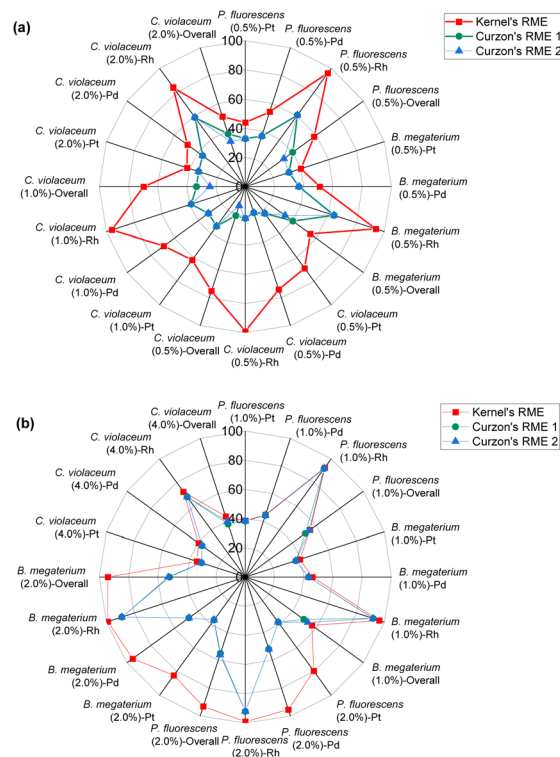 (a)
Kernel's RME
Curzon's RME 1
Curzon's RME 2
100
80
60
40
20
0
P. fluorescens
(0.5%)-Pt
P. fluorescens
(0.5%)-Pd
P. fluorescens
(0.5%)-Rh
P. fluorescens
(0.5%)-Overall
B. megaterium
(0.5%)-Pt
B. megaterium
(0.5%)-Pd
B. megaterium
(0.5%)-Rh
B. megaterium
(0.5%)-Overall
C. violaceum
(0.5%)-Pt
C. violaceum
(0.5%)-Pd
C. violaceum
(0.5%)-Rh
C. violaceum
(0.5%)-Overall
C. violaceum
(1.0%)-Pt
C. violaceum
(1.0%)-Pd
C. violaceum
(1.0%)-Rh
C. violaceum
(1.0%)-Overall
C. violaceum
(2.0%)-Pt
C. violaceum
(2.0%)-Pd
C. violaceum
(2.0%)-Rh
C. violaceum
(2.0%)-Overall
(b)
Kernel's RME
Curzon's RME 1
Curzon's RME 2
100
80
60
40
20
0
P. fluorescens
(1.0%)-Pt
P. fluorescens
(1.0%)-Pd
P. fluorescens
(1.0%)-Rh
P. fluorescens
(1.0%)-Overall
B. megaterium
(1.0%)-Pt
B. megaterium
(1.0%)-Pd
B. megaterium
(1.0%)-Rh
B. megaterium
(1.0%)-Overall
P. fluorescens
(2.0%)-Pt
P. fluorescens
(2.0%)-Pd
P. fluorescens
(2.0%)-Rh
P. fluorescens
(2.0%)-Overall
B. megaterium
(2.0%)-Pt
B. megaterium
(2.0%)-Pd
B. megaterium
(2.0%)-Rh
B. megaterium
(2.0%)-Overall
C. violaceum
(4.0%)-Pt
C. violaceum
(4.0%)-Pd
C. violaceum
(4.0%)-Rh
C. violaceum
(4.0%)-Overall